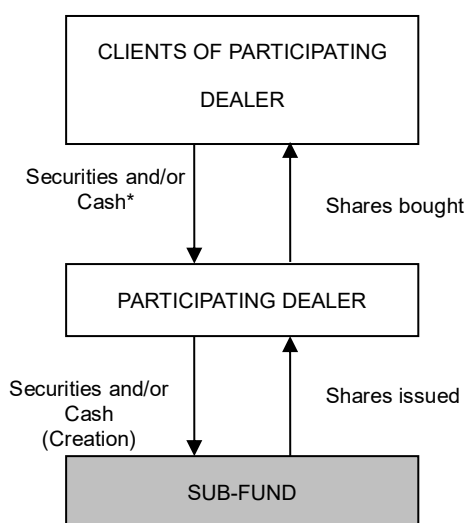 CLIENTS OF PARTICIPATING
DEALER
Securities and/or
Cash*
Shares bought
PARTICIPATING DEALER
Securities and/or
Cash
(Creation)
Shares issued
SUB-FUND